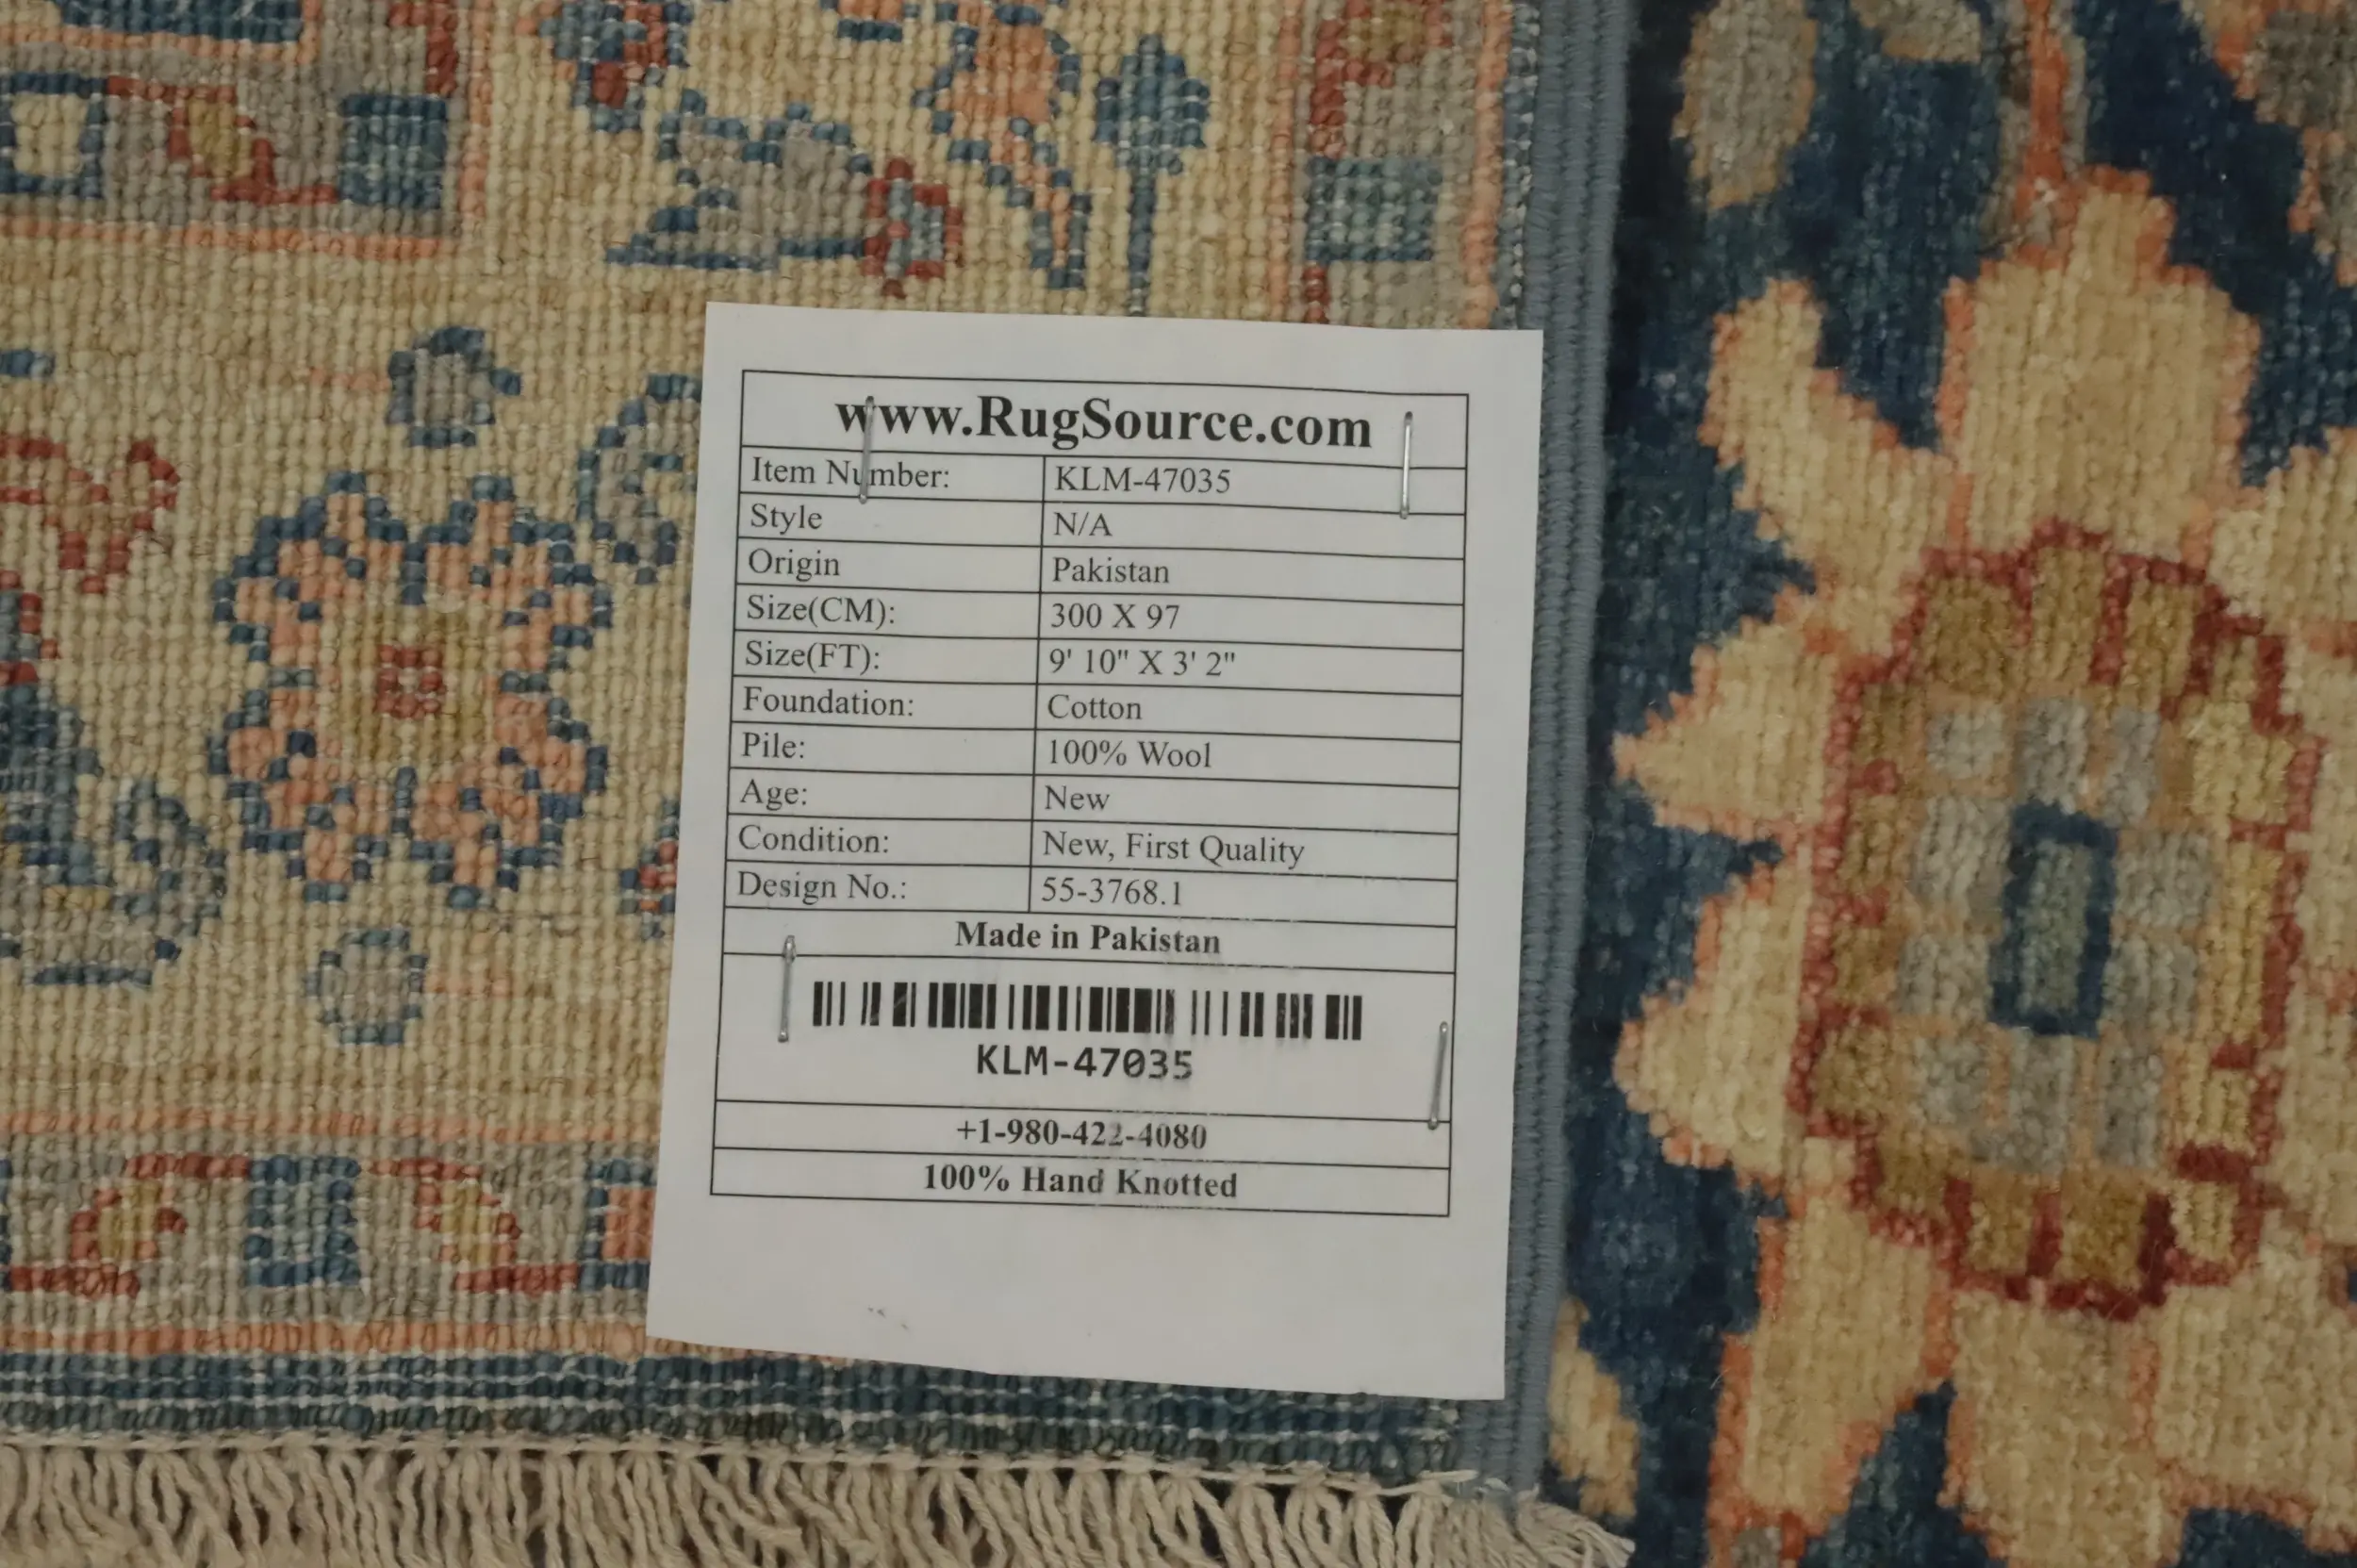 www.RugSource.com
Item Number: KLM-47035
Style N/A
Origin Pakistan
Size(CM): 300 X 97
Size(FT): 9' 10" X 3' 2"
Foundation: Cotton
Pile: 100% Wool
Age: New
Condition: New, First Quality
Design No.: 55-3768.1
Made in Pakistan
KLM-47035
+1-980-422-4080
100% Hand Knotted